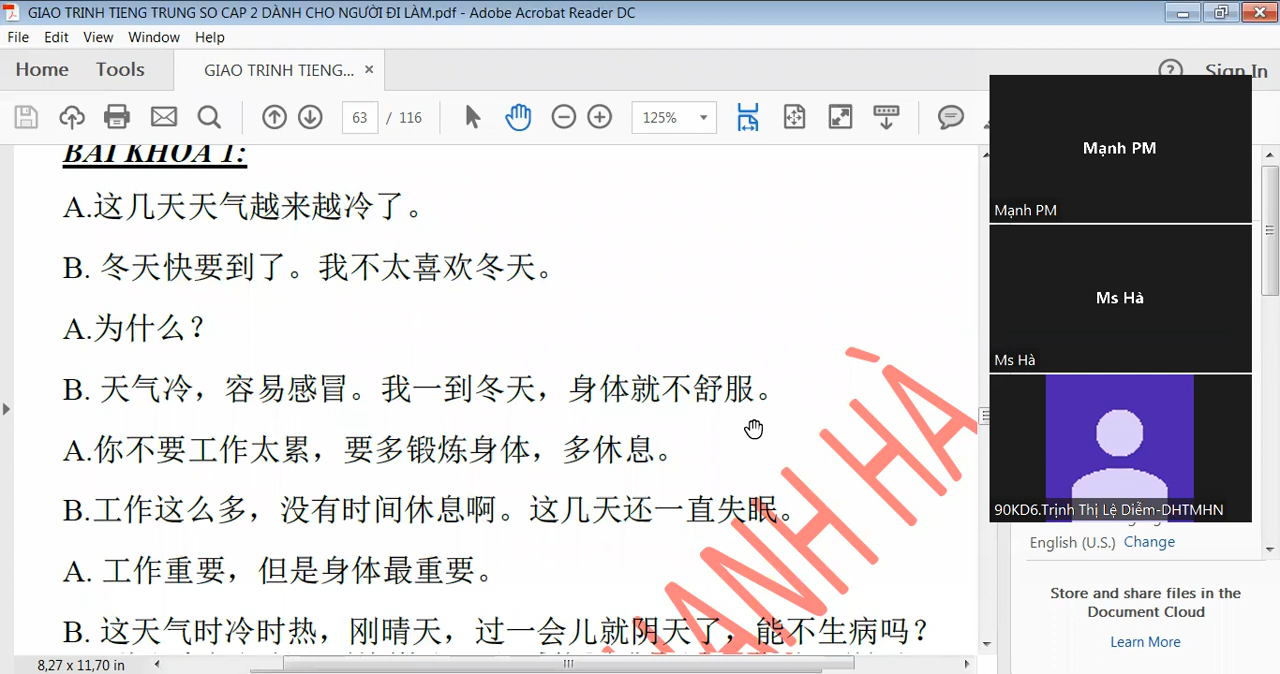 GIAO TRINH TIENG TRUNG SO CAP 2 DÀNH CHO NGƯỜI ĐI LÀM.pdf - Adobe Acrobat Reader DC
File Edit View Window Help
Home Tools GIAO TRINH TIENG... × ? Sign In
63 / 116 125%
BÀI KHÓA 1:
A.这几天天气越来越冷了。
B. 冬天快要到了。我不太喜欢冬天。
A.为什么？
B. 天气冷，容易感冒。我一到冬天，身体就不舒服。
A.你不要工作太累，要多锻炼身体，多休息。
B.工作这么多，没有时间休息啊。这几天还一直失眠。
A. 工作重要，但是身体最重要。
B. 这天气时冷时热，刚晴天，过一会儿就阴天了，能不生病吗？
ANH HÀ
8,27 x 11,70 in
Mạnh PM
Mạnh PM
Ms Hà
Ms Hà
90KD6.Trịnh Thị Lệ Diễm-DHTMHN
English (U.S.) Change
Store and share files in the
Document Cloud
Learn More